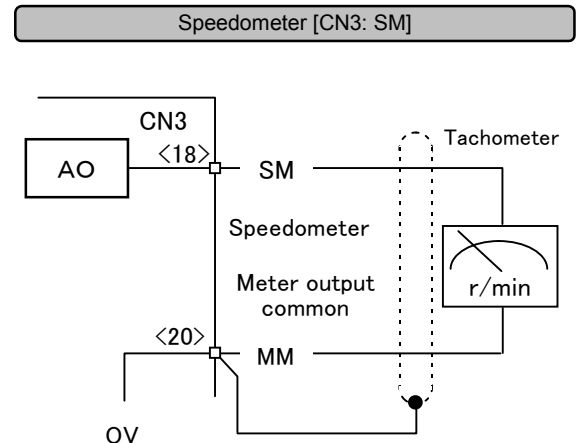 Speedometer [CN3: SM]
CN3
Tachometer
AO
<18>
SM
Speedometer
r/min
Meter output
common
<20>
MM
0V